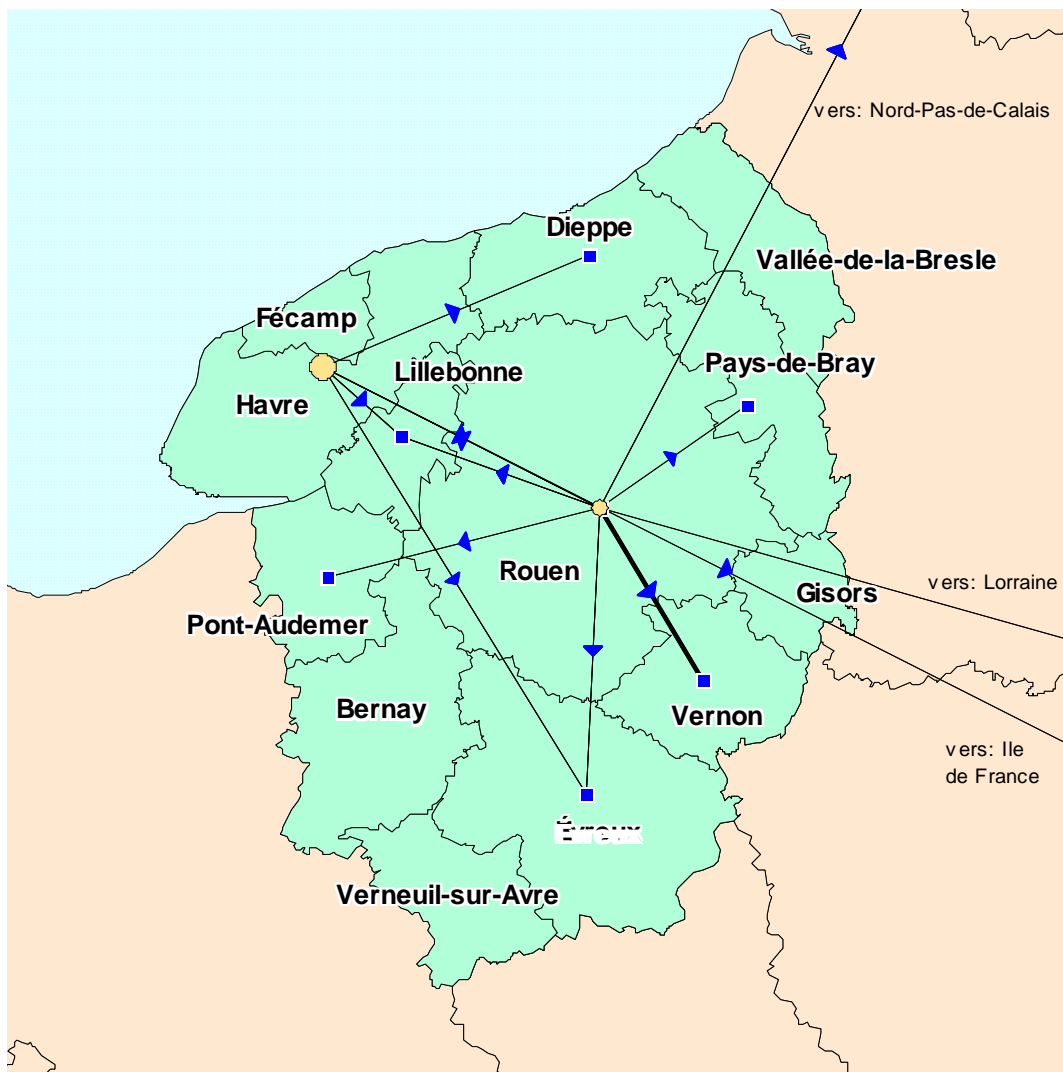 vers: Nord-Pas-de-Calais
Dieppe
Vallée-de-la-Bresle
Fécamp
Lillebonne
Pays-de-Bray
Havre
Rouen
vers: Lorraine
Gisors
Pont-Audemer
Bernay
Vernon
vers: Ile
de France
Évreux
Verneuil-sur-Avre